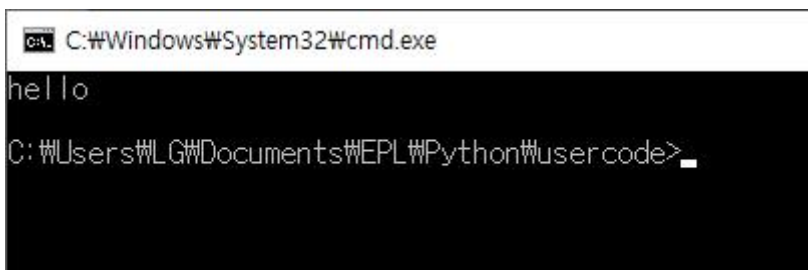 C:₩Windows₩System32₩cmd.exe
hello
C:₩Users₩LG₩Documents₩EPL₩Python₩usercode>_